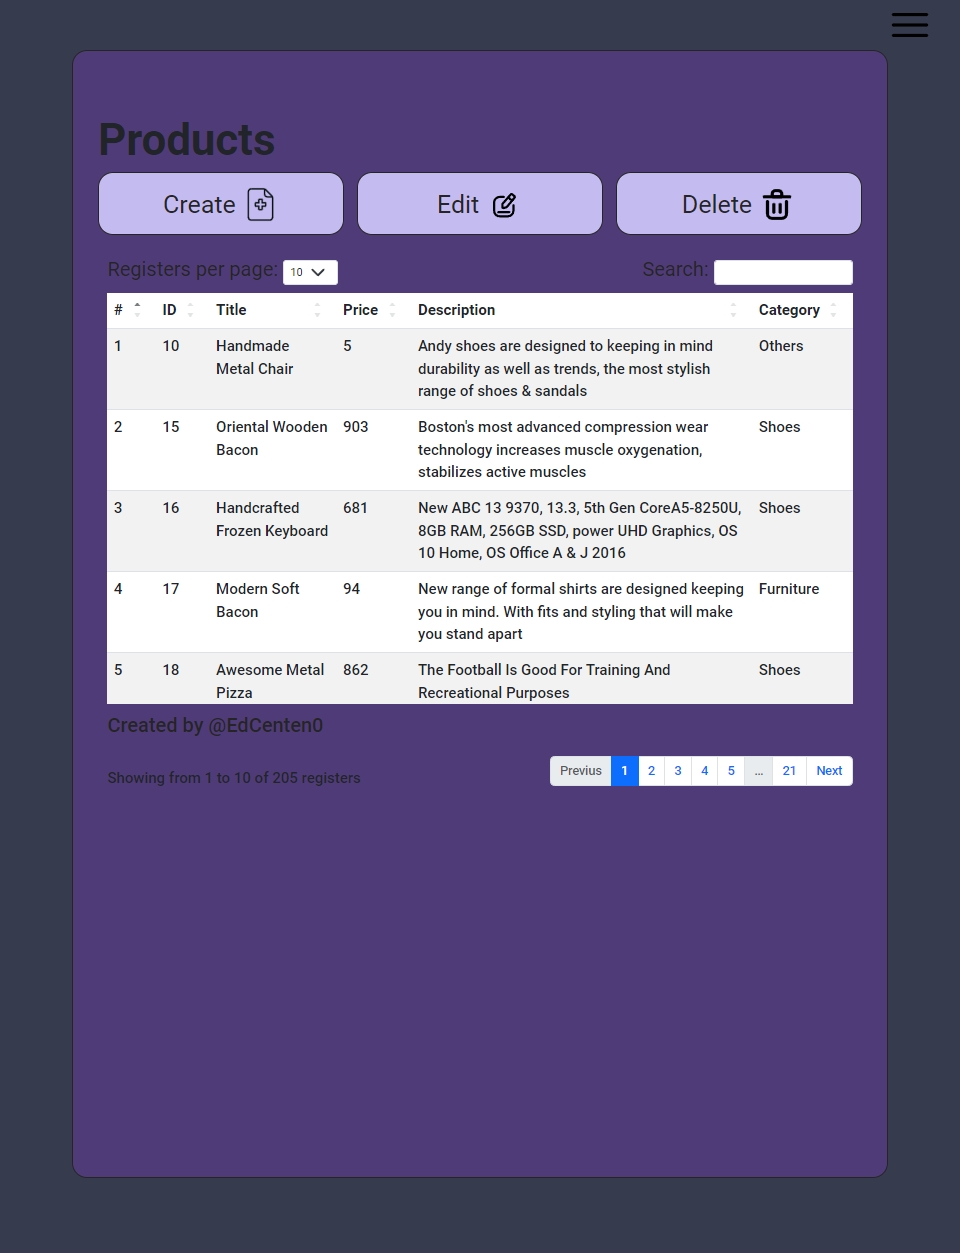 Products
Create Edit Delete
Registers per page: 10 Search:
# ID Title Price Description Category
1 10 Handmade 5 Andy shoes are designed to keeping in mind Others
Metal Chair durability as well as trends, the most stylish
range of shoes & sandals
2 15 Oriental Wooden 903 Boston's most advanced compression wear Shoes
Bacon technology increases muscle oxygenation,
stabilizes active muscles
3 16 Handcrafted 681 New ABC 13 9370, 13.3, 5th Gen CoreA5-8250U, Shoes
Frozen Keyboard 8GB RAM, 256GB SSD, power UHD Graphics, OS
10 Home, OS Office A & J 2016
4 17 Modern Soft 94 New range of formal shirts are designed keeping Furniture
Bacon you in mind. With fits and styling that will make
you stand apart
5 18 Awesome Metal 862 The Football Is Good For Training And Shoes
Pizza Recreational Purposes
Created by @EdCenten0
Showing from 1 to 10 of 205 registers Previus 1 2 3 4 5 … 21 Next